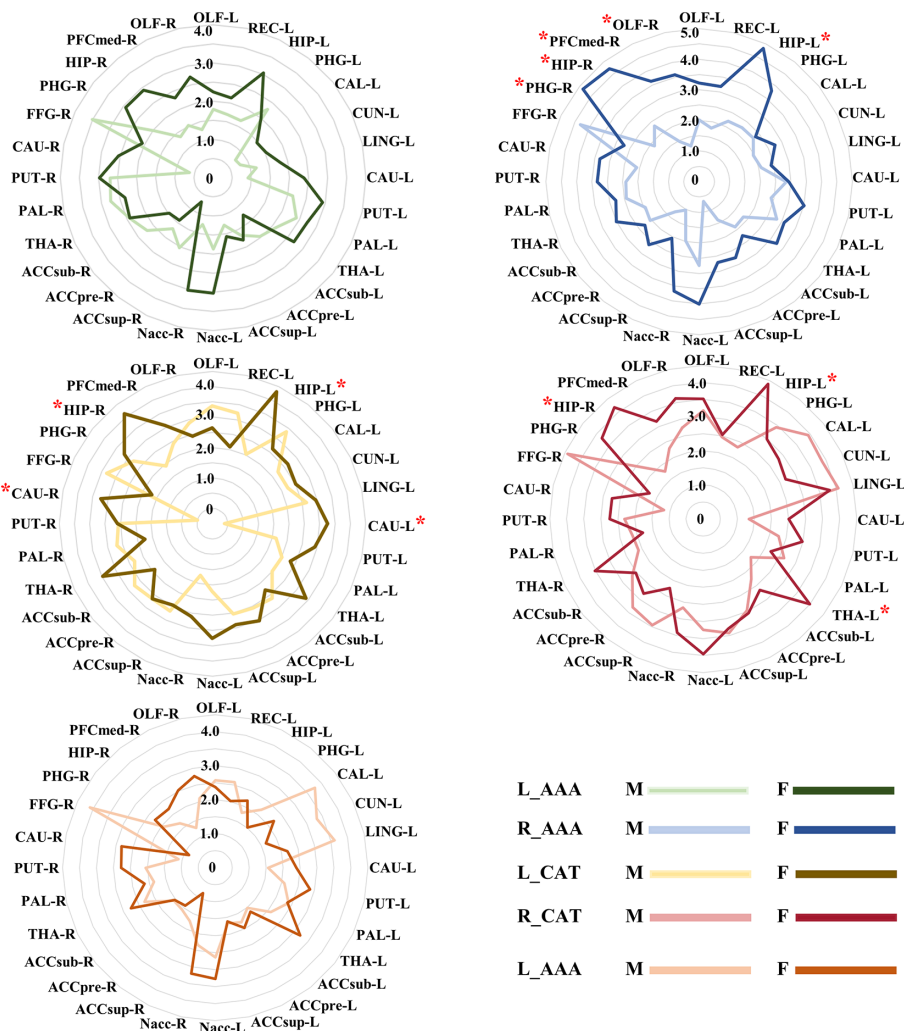 OLF-L
REC-L
HIP-L
PHG-L
CAL-L
CUN-L
LING-L
CAU-L
PUT-L
PAL-L
THA-L
ACCsub-L
ACCpre-L
ACCsup-L
Nacc-L
Nacc-R
ACCsup-R
ACCpre-R
ACCsub-R
THA-R
PAL-R
PUT-R
CAU-R
FFG-R
PHG-R
HIP-R
PFCmed-R
OLF-R
4.0
3.0
2.0
1.0
0
OLF-L
REC-L
HIP-L*
PHG-L
CAL-L
CUN-L
LING-L
CAU-L
PUT-L
PAL-L
THA-L
ACCsub-L
ACCpre-L
ACCsup-L
Nacc-L
Nacc-R
ACCsup-R
ACCpre-R
ACCsub-R
THA-R
PAL-R
PUT-R
CAU-R
FFG-R
*PHG-R
*HIP-R
*PFCmed-R
*OLF-R
5.0
4.0
3.0
2.0
1.0
0
OLF-L
REC-L
HIP-L*
PHG-L
CAL-L
CUN-L
LING-L
CAU-L*
PUT-L
PAL-L
THA-L
ACCsub-L
ACCpre-L
ACCsup-L
Nacc-L
Nacc-R
ACCsup-R
ACCpre-R
ACCsub-R
THA-R
PAL-R
PUT-R
*CAU-R
FFG-R
PHG-R
*HIP-R
PFCmed-R
OLF-R
4.0
3.0
2.0
1.0
0
OLF-L
REC-L
HIP-L*
PHG-L
CAL-L
CUN-L
LING-L
CAU-L
PUT-L
PAL-L
THA-L*
ACCsub-L
ACCpre-L
ACCsup-L
Nacc-L
Nacc-R
ACCsup-R
ACCpre-R
ACCsub-R
THA-R
PAL-R
PUT-R
CAU-R
FFG-R
PHG-R
*HIP-R
PFCmed-R
OLF-R
4.0
3.0
2.0
1.0
0
OLF-L
REC-L
HIP-L
PHG-L
CAL-L
CUN-L
LING-L
CAU-L
PUT-L
PAL-L
THA-L
ACCsub-L
ACCpre-L
ACCsup-L
Nacc-L
Nacc-R
ACCsup-R
ACCpre-R
ACCsub-R
THA-R
PAL-R
PUT-R
CAU-R
FFG-R
PHG-R
HIP-R
PFCmed-R
OLF-R
4.0
3.0
2.0
1.0
0
L_AAA M F
R_AAA M F
L_CAT M F
R_CAT M F
L_AAA M F